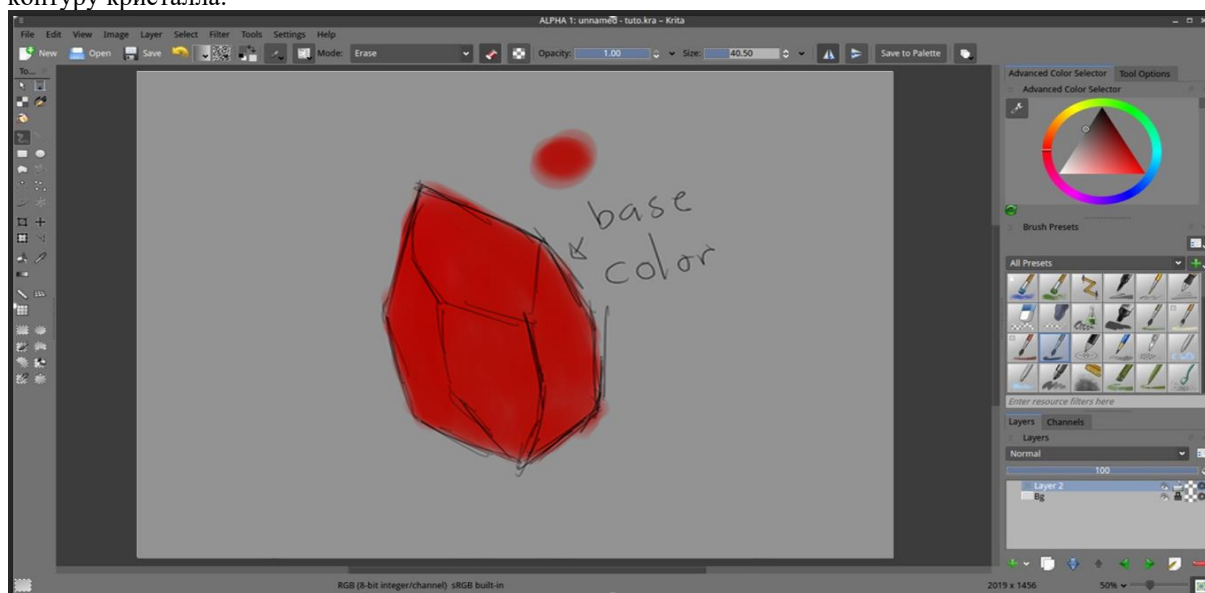 контуру кристалла.
ALPHA 1: unnamed - tuto.kra – Krita
File Edit View Image Layer Select Filter Tools Settings Help
New Open Save Mode: Erase Opacity: 1.00 Size: 40.50 Save to Palette
To...
Advanced Color Selector Tool Options
Advanced Color Selector
base
color
Brush Presets
All Presets
Enter resource filters here
Layers Channels
Layers
Normal
100
Layer 2
Bg
RGB (8-bit integer/channel) sRGB built-in 2019 x 1456 50%